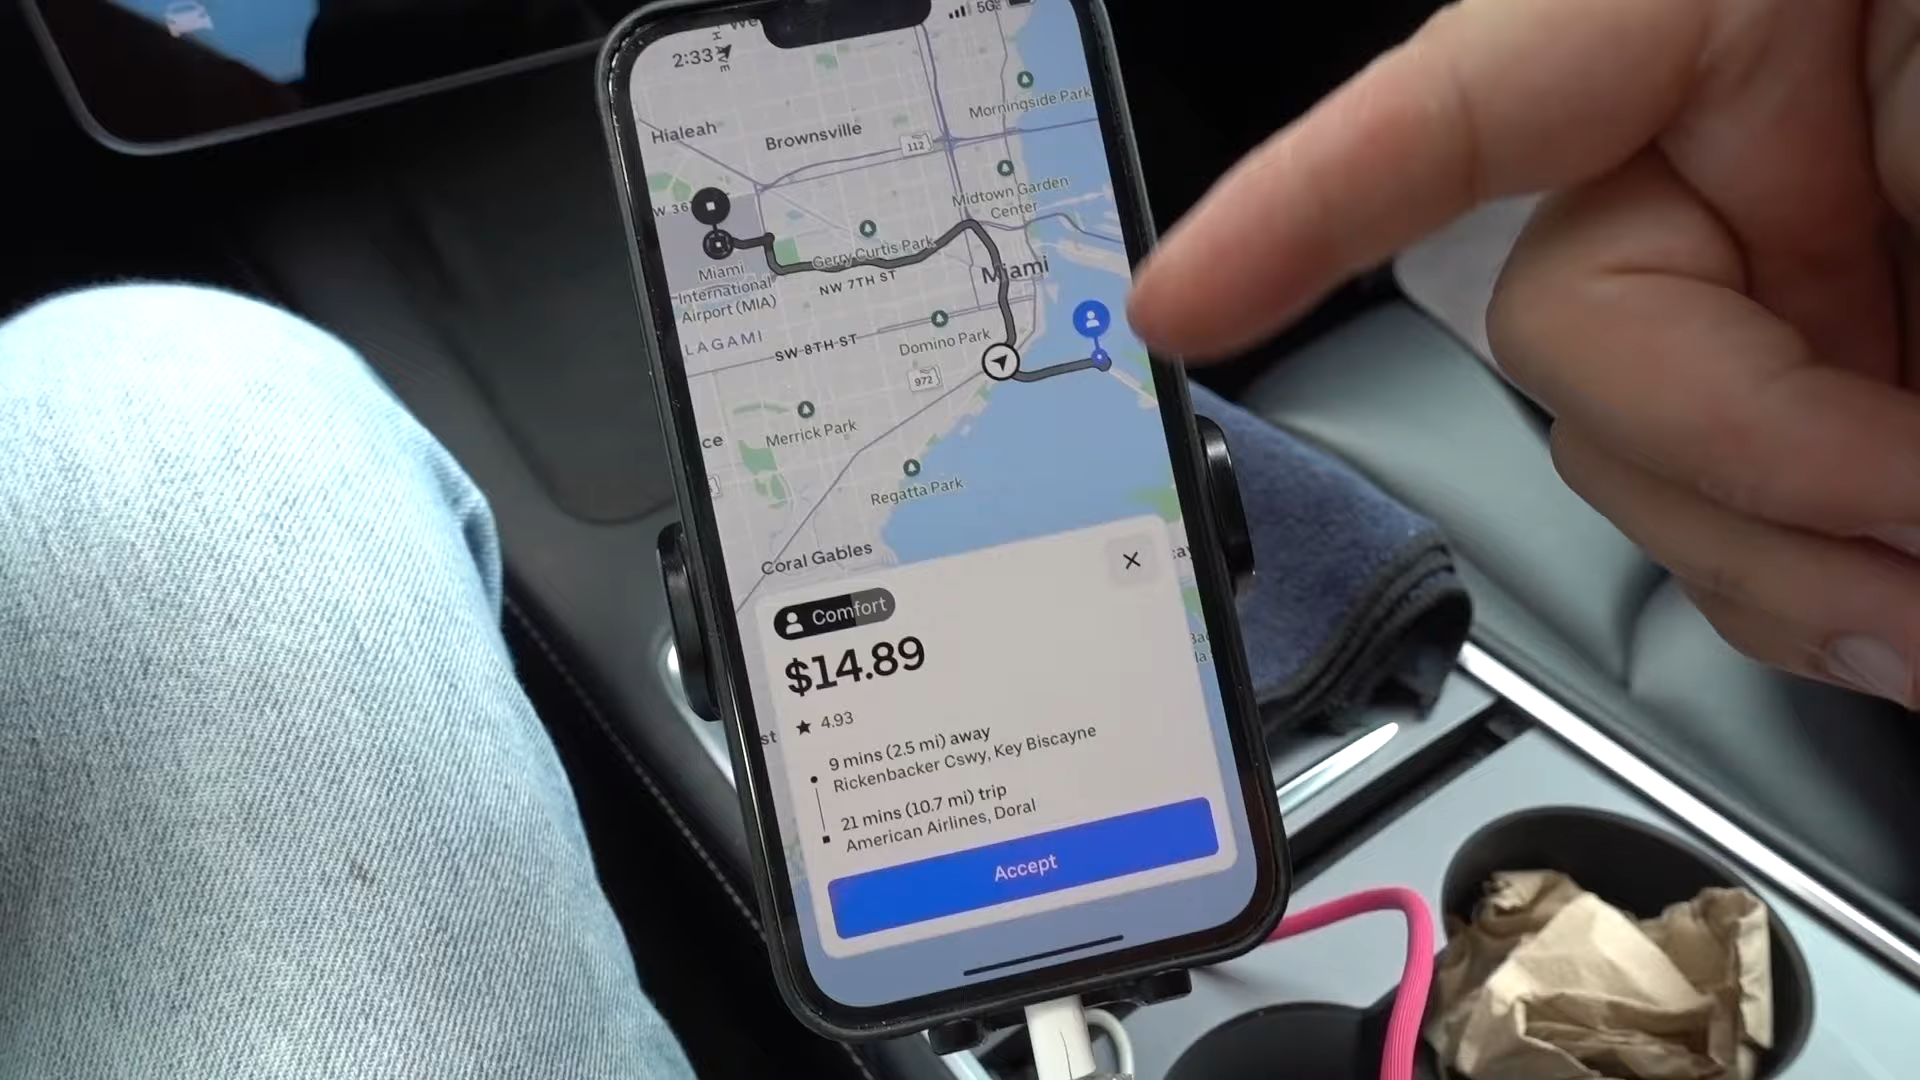 2:33
5G
Morningside Park
Hialeah
Brownsville
112
Midtown Garden
Center
Gerry Curtis Park
Miami
International
Airport (MIA)
NW 7TH ST
Miami
LAGAMI
SW 8TH ST
Domino Park
972
ce
Merrick Park
Regatta Park
Coral Gables
Comfort
$14.89
4.93
st
9 mins (2.5 mi) away
Rickenbacker Cswy, Key Biscayne
21 mins (10.7 mi) trip
American Airlines, Doral
Accept